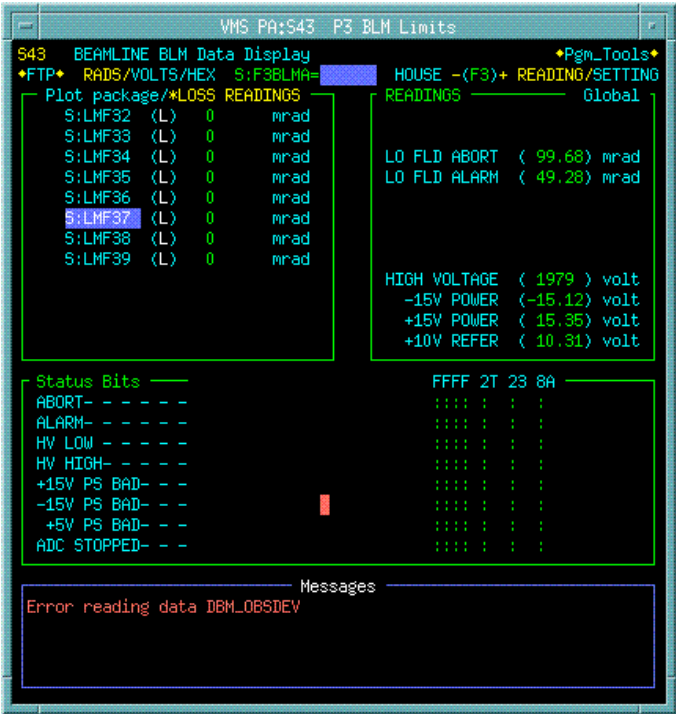 VMS PA:S43 P3 BLM Limits
S43 BEAMLINE BLM Data Display ◆Pgm_Tools◆
◆FTP◆ RADS/VOLTS/HEX S:F3BLMA= HOUSE -(F3)+ READING/SETTING
Plot package/*LOSS READINGS
S:LMF32 (L) 0 mrad
S:LMF33 (L) 0 mrad
S:LMF34 (L) 0 mrad
S:LMF35 (L) 0 mrad
S:LMF36 (L) 0 mrad
S:LMF37 (L) 0 mrad
S:LMF38 (L) 0 mrad
S:LMF39 (L) 0 mrad
READINGS Global
LO FLD ABORT ( 99.68) mrad
LO FLD ALARM ( 49.28) mrad
HIGH VOLTAGE ( 1979 ) volt
-15V POWER (-15.12) volt
+15V POWER ( 15.35) volt
+10V REFER ( 10.31) volt
Status Bits FFFF 2T 23 8A
ABORT- - - - - - :::: : : :
ALARM- - - - - - :::: : : :
HV LOW - - - - - :::: : : :
HV HIGH- - - - - :::: : : :
+15V PS BAD- - - :::: : : :
-15V PS BAD- - - :::: : : :
+5V PS BAD- - - :::: : : :
ADC STOPPED- - - :::: : : :
Messages
Error reading data DBM_OBSDEV